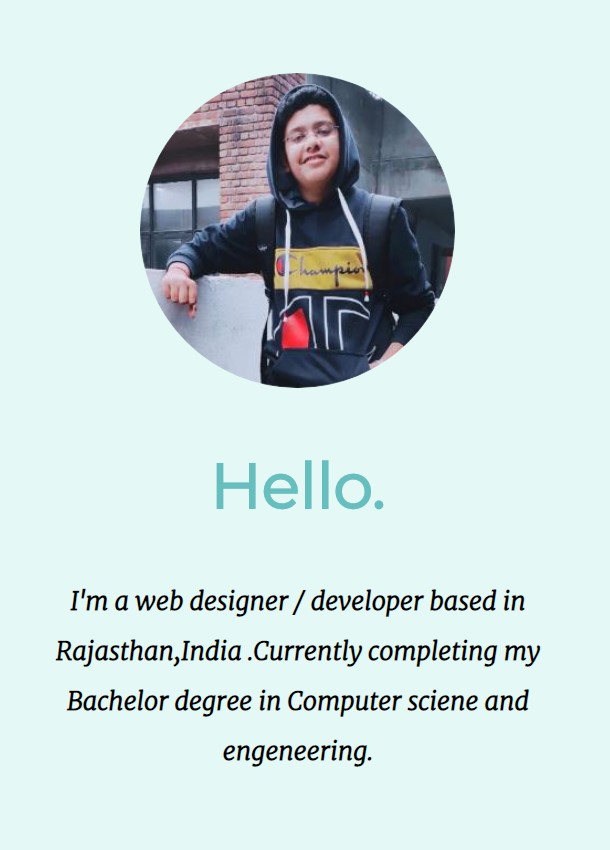 Champion
Hello.
I'm a web designer / developer based in
Rajasthan,India .Currently completing my
Bachelor degree in Computer sciene and
engeneering.